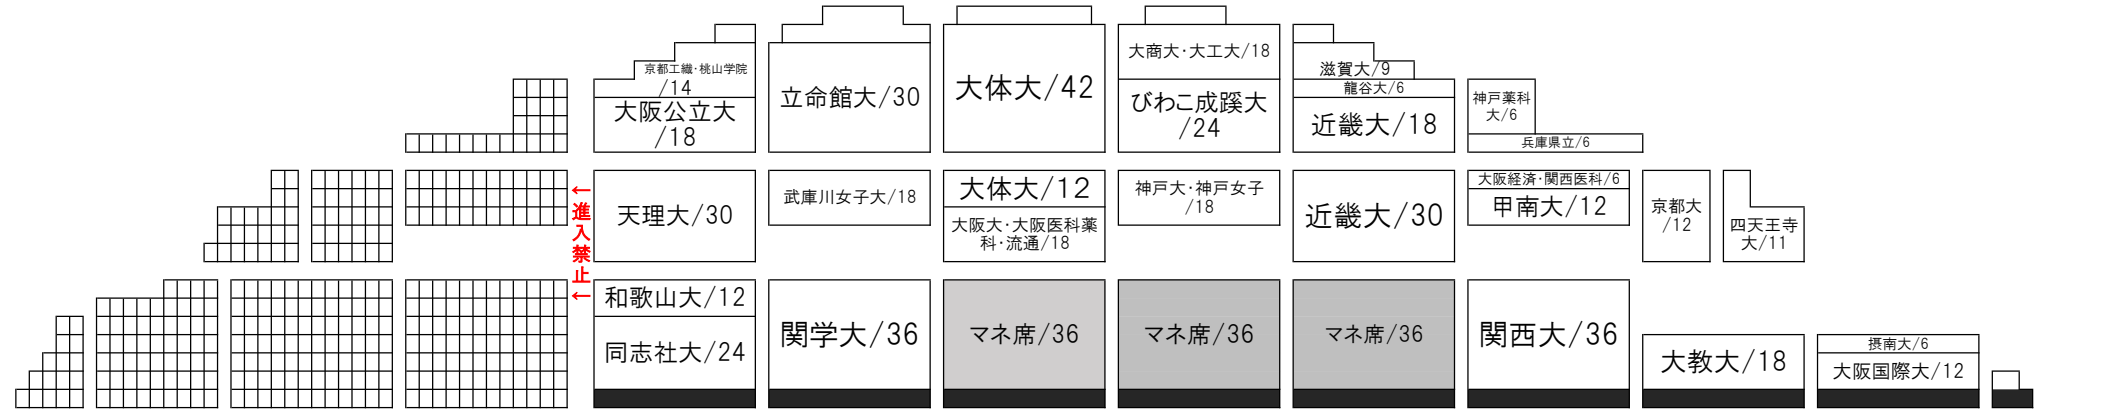 京都工繊・桃山学院
/14
大阪公立大
/18
立命館大/30
大体大/42
大商大・大工大/18
びわこ成蹊大
/24
滋賀大/9
龍谷大/6
近畿大/18
神戸薬科
大/6
兵庫県立/6
←進入禁止←
天理大/30
武庫川女子大/18
大体大/12
大阪大・大阪医科薬
科・流通/18
神戸大・神戸女子
/18
近畿大/30
大阪経済・関西医科/6
甲南大/12
京都大
/12
四天王寺
大/11
和歌山大/12
同志社大/24
関学大/36
マネ席/36
マネ席/36
マネ席/36
関西大/36
大教大/18
摂南大/6
大阪国際大/12